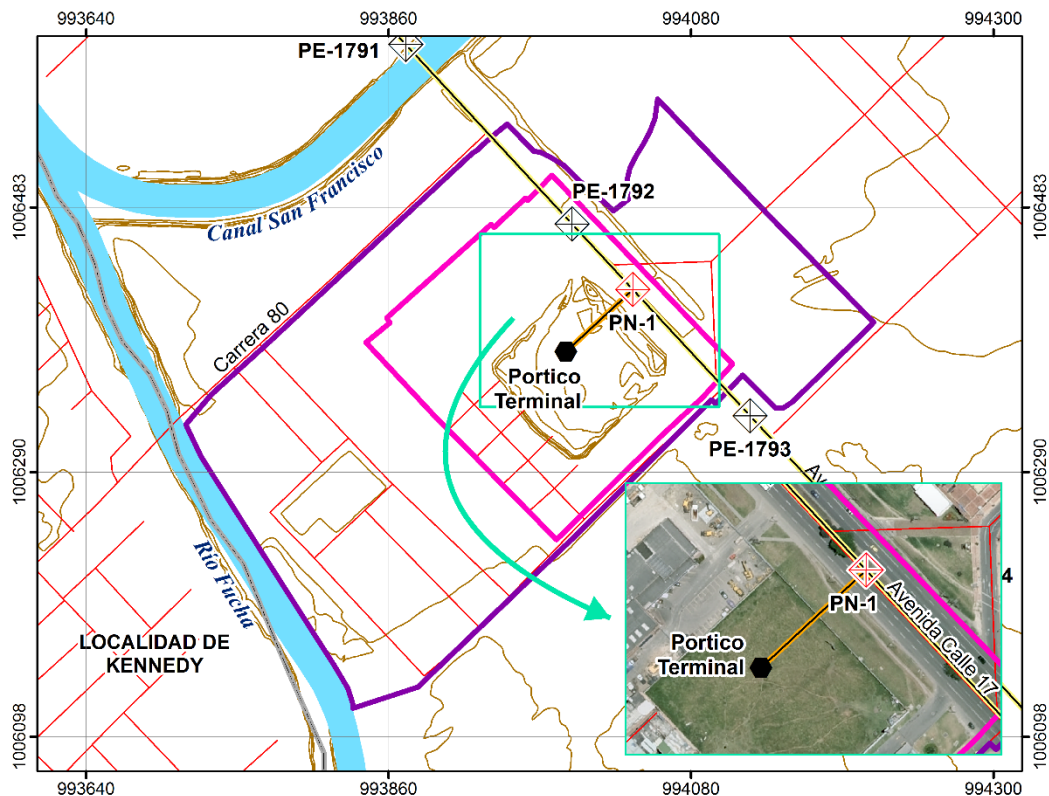 993640
993860
994080
994300
PE-1791
Canal San Francisco
PE-1792
1006483
1006483
Carrera 80
PN-1
Portico
Terminal
PE-1793
1006290
1006290
Av
Río Fucha
LOCALIDAD DE
KENNEDY
4
PN-1
Portico
Terminal
Avenida Calle 17
1006098
1006098
993640
993860
994080
994300